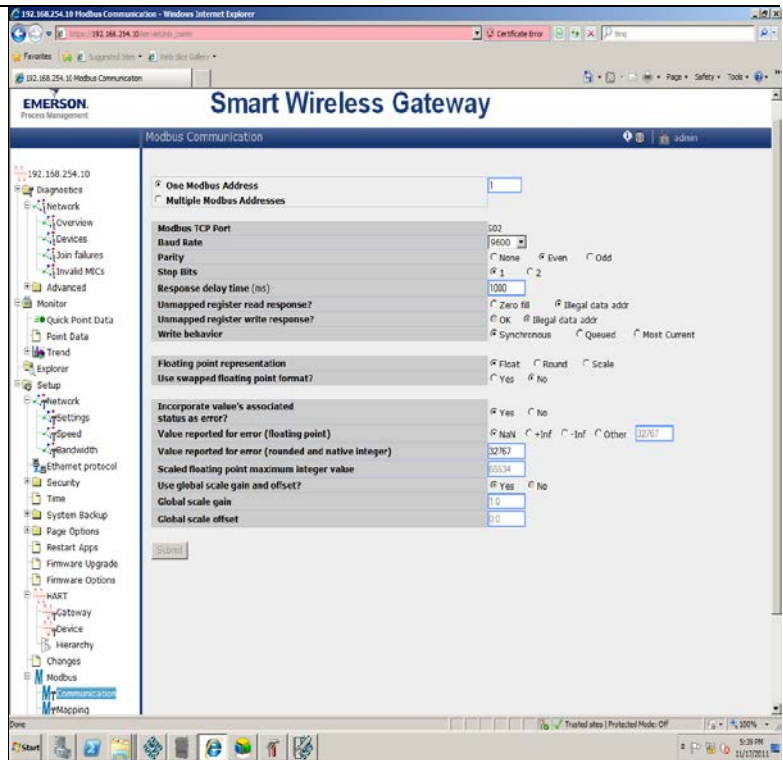 192.168.254.10 Modbus Communication - Windows Internet Explorer
Certificate Error
Bing
Favorites Suggested Sites Web Slice Gallery
192.168.254.10 Modbus Communication
Page Safety Tools
EMERSON.
Process Management
Smart Wireless Gateway
Modbus Communication
admin
192.168.254.10
Diagnostics
Network
Overview
Devices
Join failures
Invalid MICs
Advanced
Monitor
Quick Point Data
Point Data
Trend
Explorer
Setup
Network
Settings
Speed
Bandwidth
Ethernet protocol
Security
Time
System Backup
Page Options
Restart Apps
Firmware Upgrade
Firmware Options
HART
Gateway
Device
Hierarchy
Changes
Modbus
Communication
Mapping
One Modbus Address 1
Multiple Modbus Addresses
Modbus TCP Port 502
Baud Rate 9600
Parity None Even Odd
Stop Bits 1 2
Response delay time (ms) 1000
Unmapped register read response? Zero fill Illegal data addr
Unmapped register write response? OK Illegal data addr
Write behavior Synchronous Queued Most Current
Floating point representation Float Round Scale
Use swapped floating point format? Yes No
Incorporate value's associated
status as error? Yes No
Value reported for error (floating point) NaN +Inf -Inf Other 32767
Value reported for error (rounded and native integer) 32767
Scaled floating point maximum integer value 65534
Use global scale gain and offset? Yes No
Global scale gain 1.0
Global scale offset 0.0
Submit
Done
Trusted sites | Protected Mode: Off
100%
Start
5:39 PM
11/17/2011